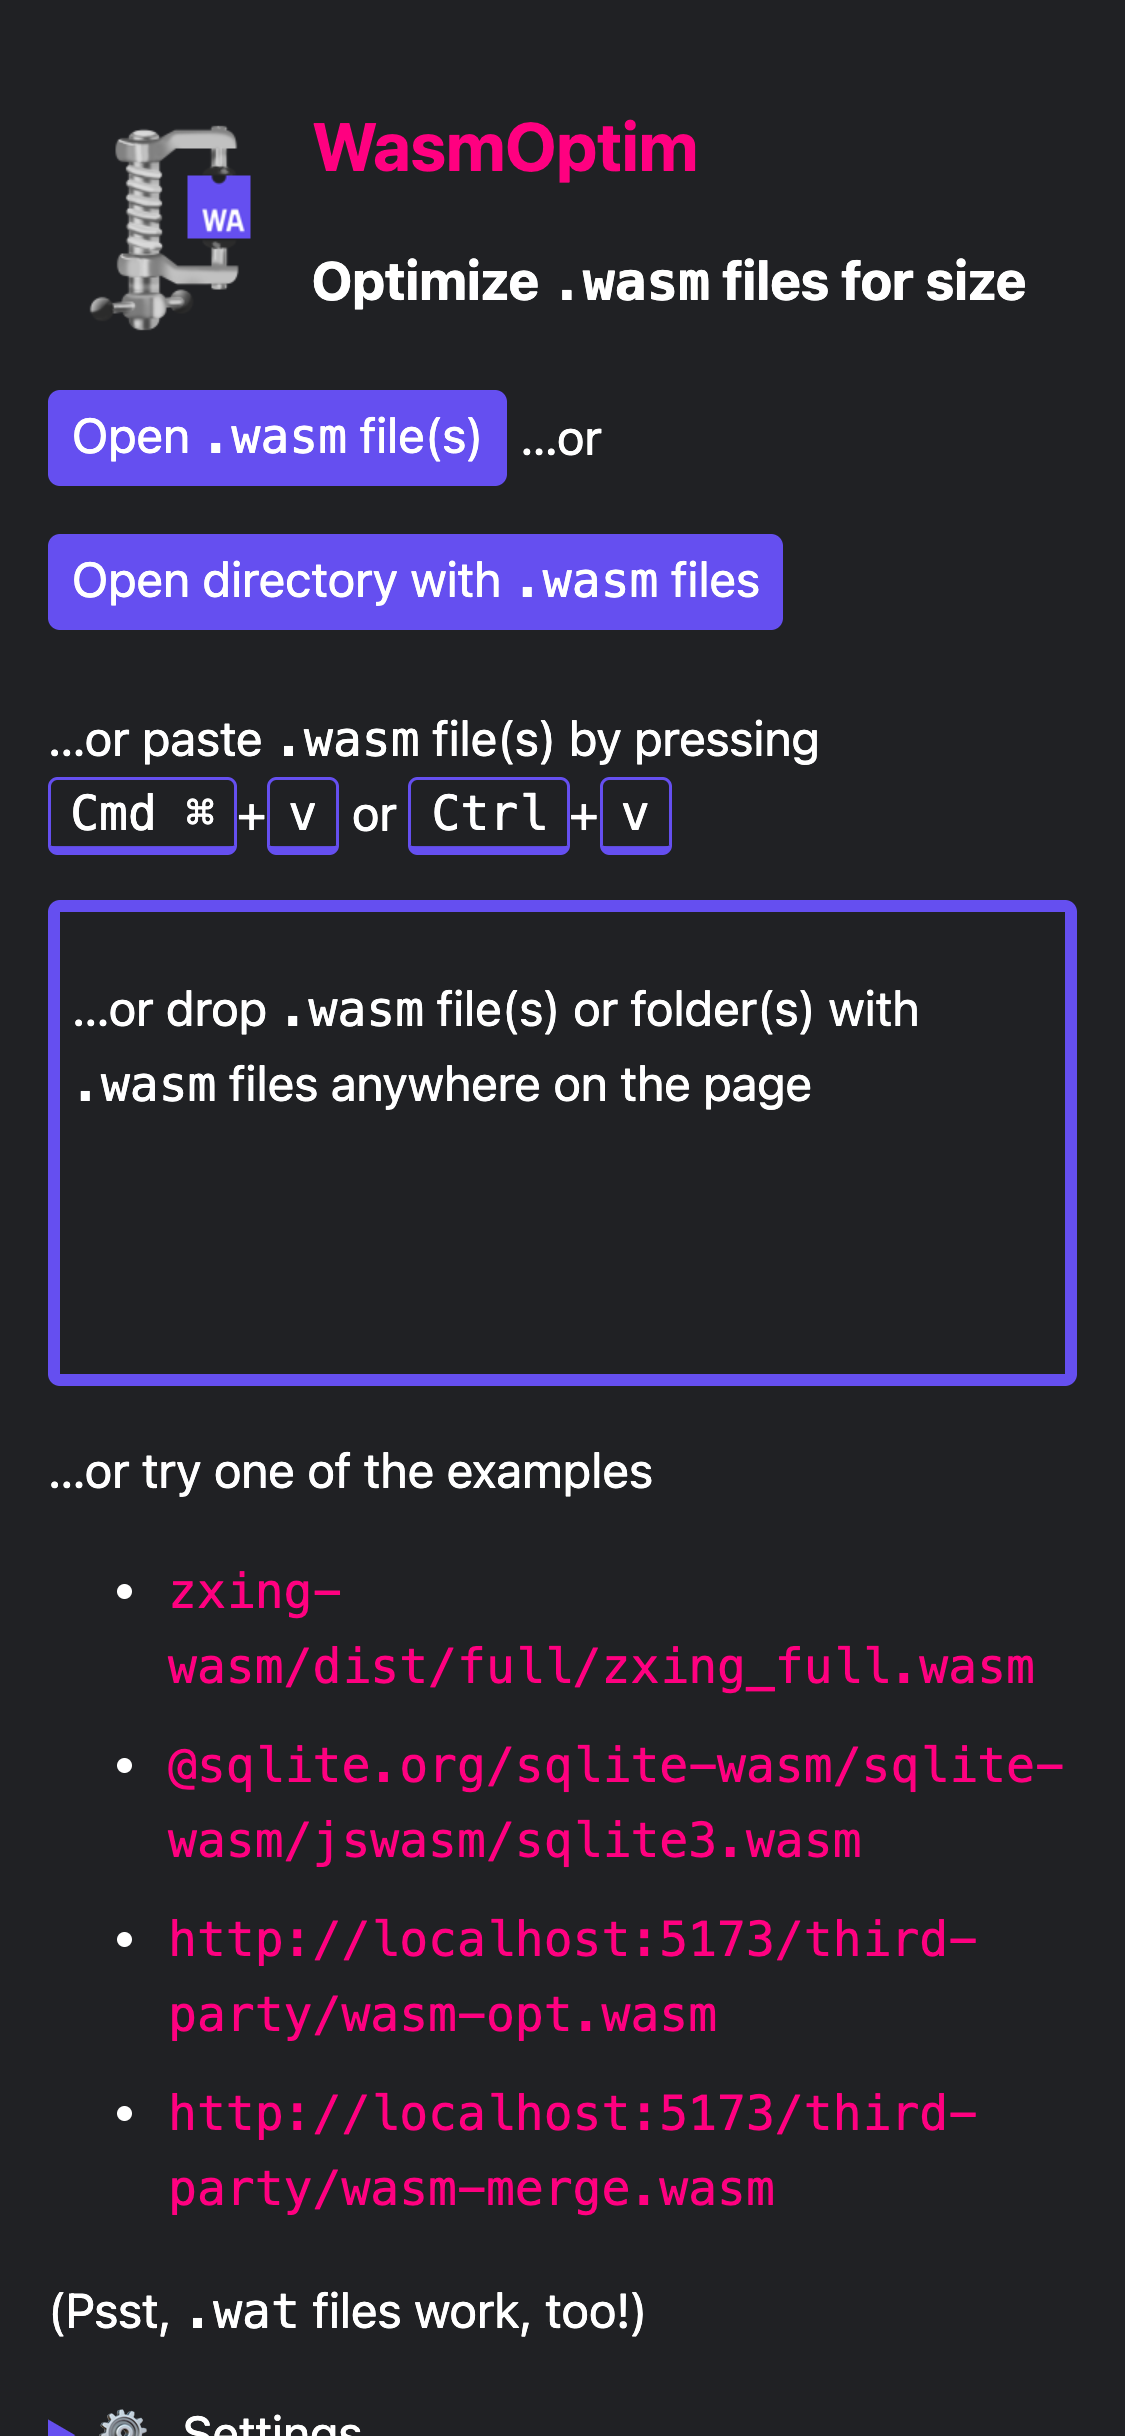 WA
WasmOptim
Optimize .wasm files for size
Open .wasm file(s) …or
Open directory with .wasm files
…or paste .wasm file(s) by pressing
Cmd ⌘+v or Ctrl+v
…or drop .wasm file(s) or folder(s) with
.wasm files anywhere on the page
…or try one of the examples
• zxing-
wasm/dist/full/zxing_full.wasm
• @sqlite.org/sqlite-wasm/sqlite-
wasm/jswasm/sqlite3.wasm
• http://localhost:5173/third-
party/wasm-opt.wasm
• http://localhost:5173/third-
party/wasm-merge.wasm
(Psst, .wat files work, too!)
Settings